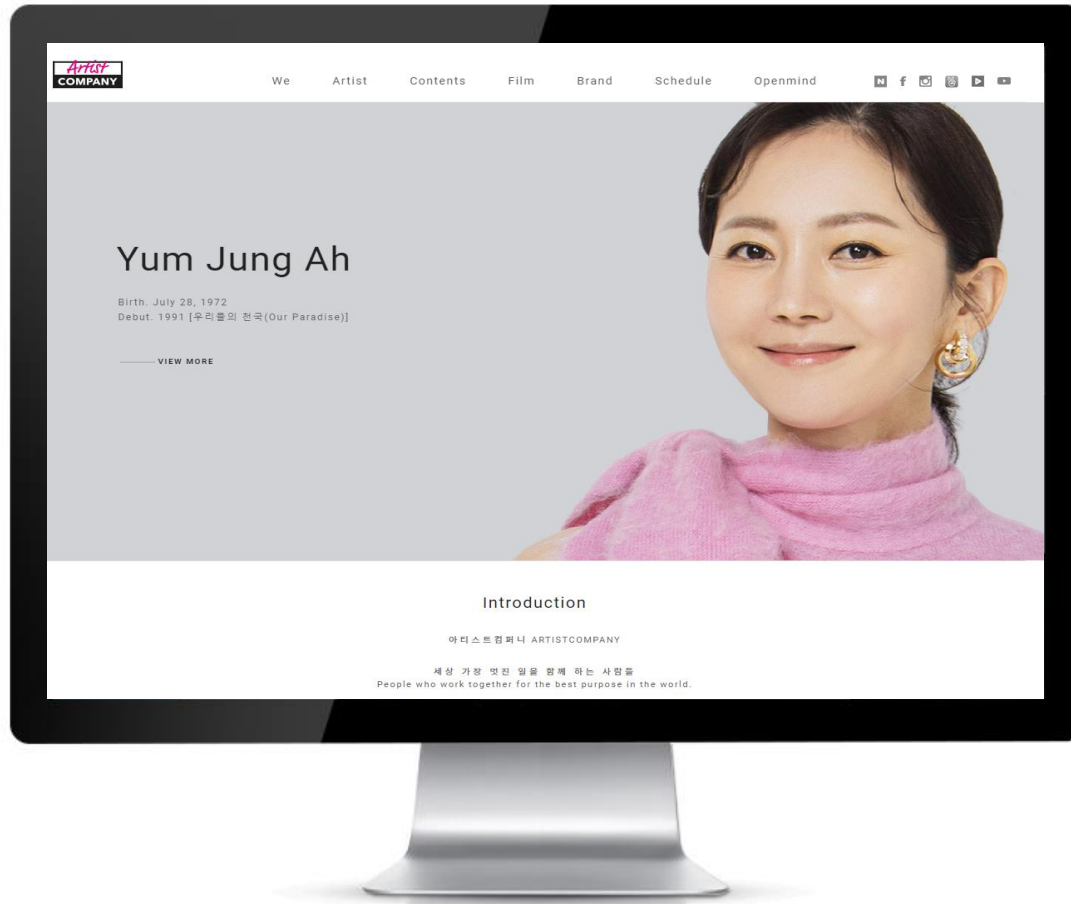 Artist
COMPANY
We Artist Contents Film Brand Schedule Openmind
N f
Yum Jung Ah
Birth. July 28, 1972
Debut. 1991 [우리들의 천국(Our Paradise)]
VIEW MORE
Introduction
아티스트컴퍼니 ARTISTCOMPANY
세상 가장 멋진 일을 함께 하는 사람들
People who work together for the best purpose in the world.